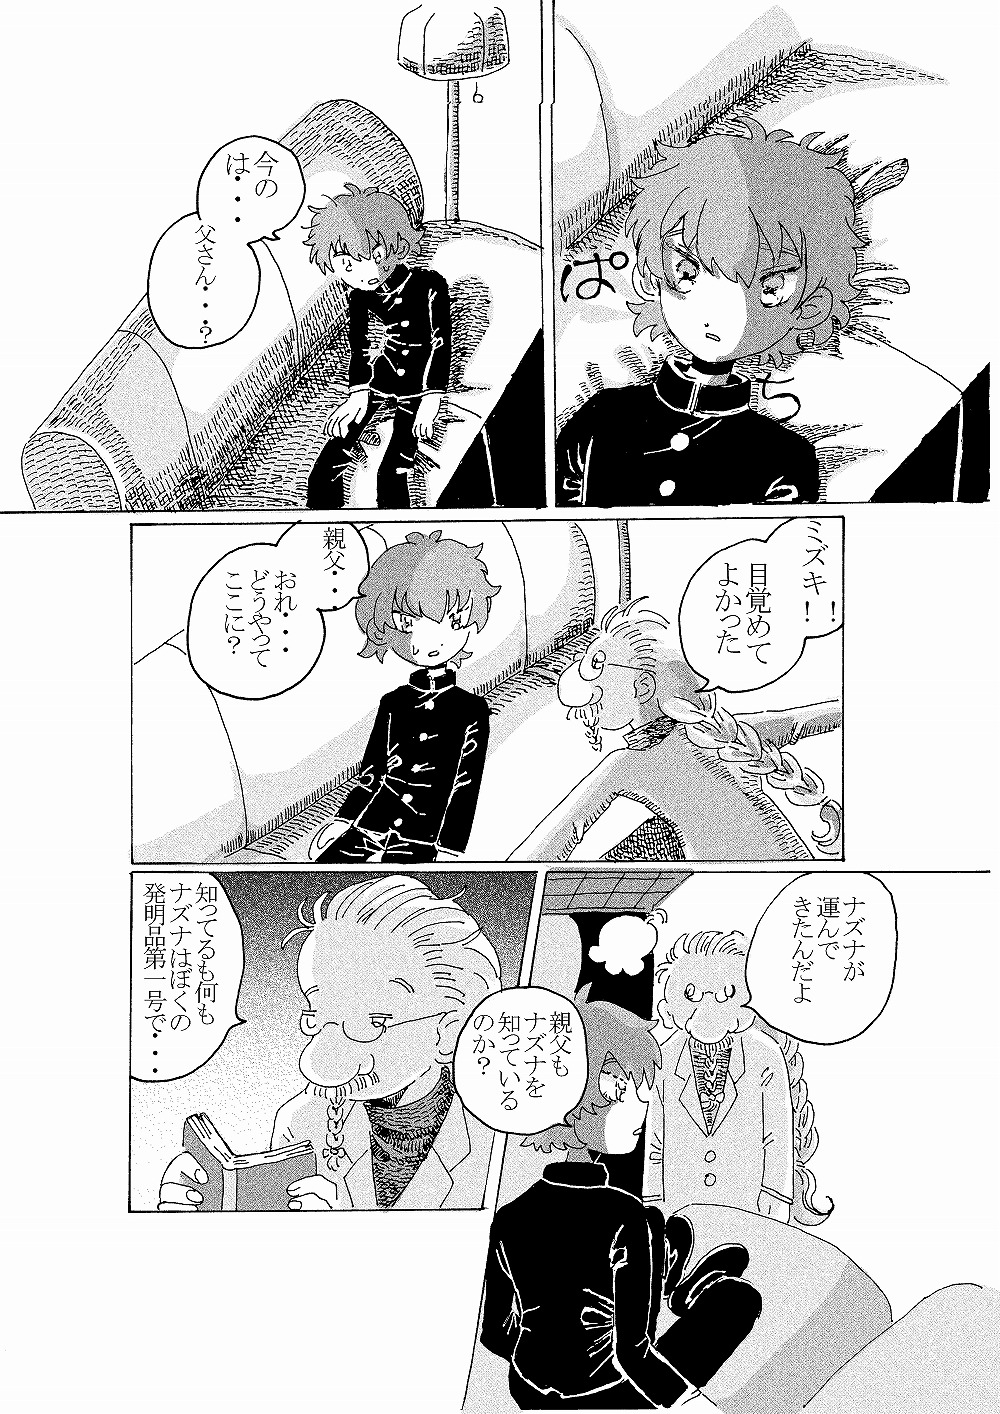 ぱち
今の
は・・・
父さん・・・？
ミズキ！！
目覚めて
よかった
親父・・・
おれ・・・
どうやって
ここに？
ナズナが
運んで
きたんだよ
親父も
ナズナを
知っている
のか？
知ってるも何も
ナズナはぼくの
発明品第一号で・・・